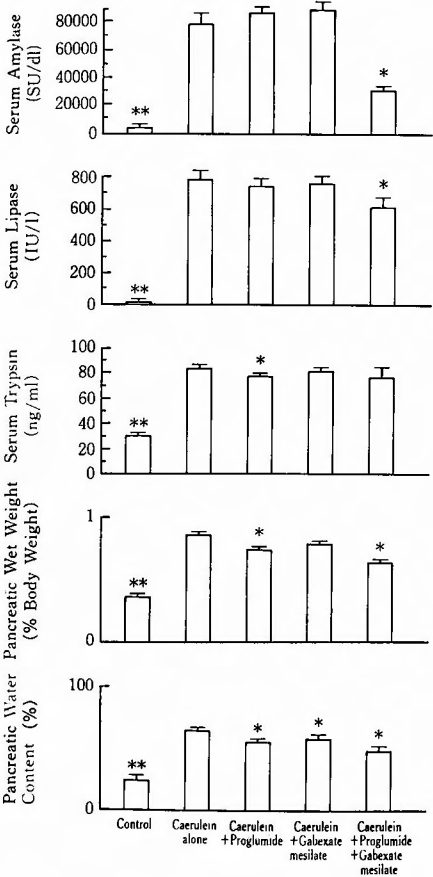 Serum Amylase
(SU/dl)
80000
60000
40000
20000
0
**
*
Serum Lipase
(IU/l)
800
600
400
200
0
**
*
Serum Trypsin
(ng/ml)
100
80
60
40
20
0
**
*
Pancreatic Wet Weight
(% Body Weight)
1
0
**
*
*
Pancreatic Water
Content (%)
100
0
**
*
*
*
Control
Caerulein
alone
Caerulein
+Proglumide
Caerulein
+Gabexate
mesilate
Caerulein
+Proglumide
+Gabexate
mesilate